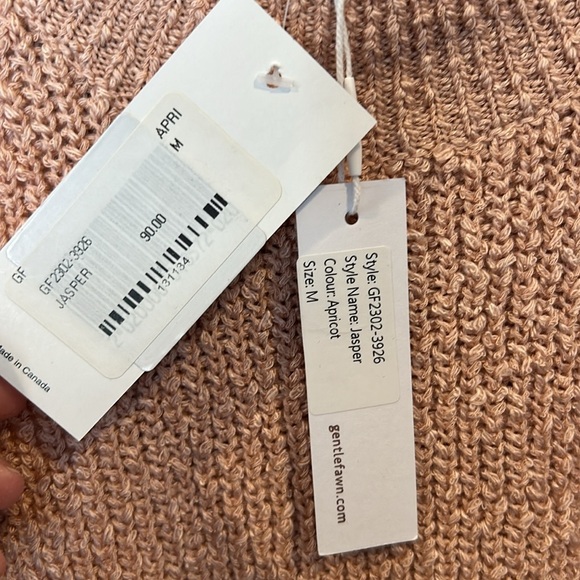 APRI
M
90.00
GF
GF2302-3926
JASPER
31134
Made in Canada
Style: GF2302-3926
Style Name: Jasper
Colour: Apricot
Size: M
gentlefawn.com